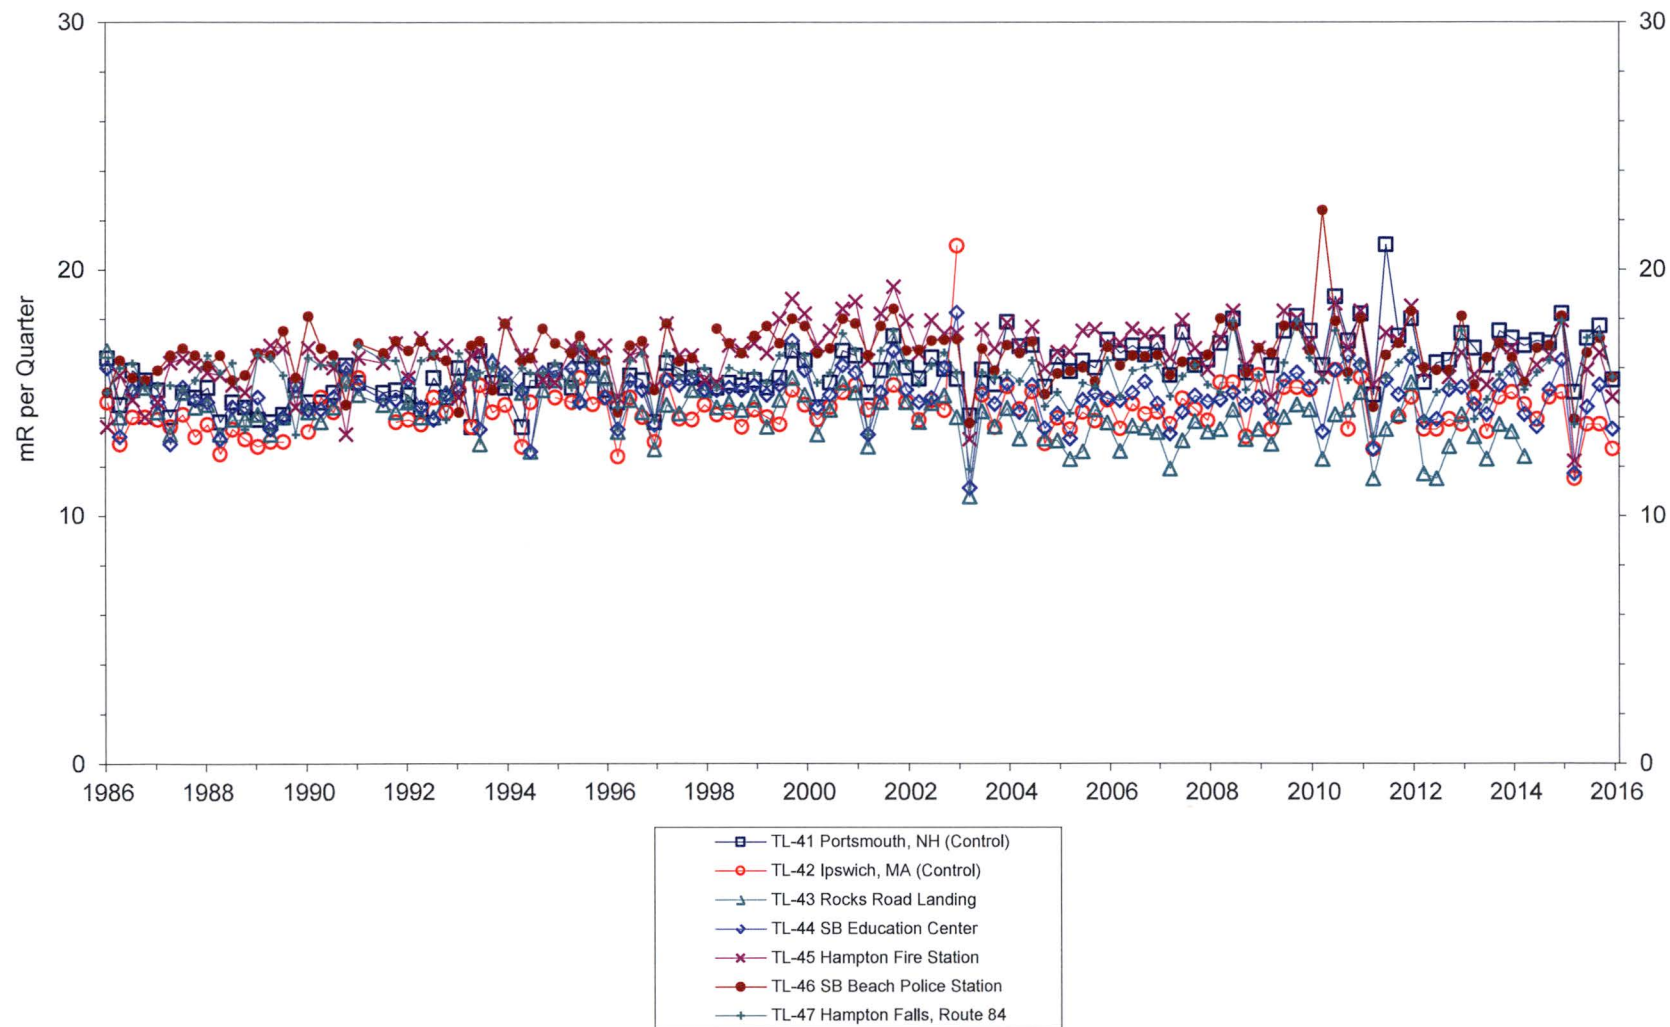 30
30
20
20
mR per Quarter
10
10
0
0
1986 1988 1990 1992 1994 1996 1998 2000 2002 2004 2006 2008 2010 2012 2014 2016
TL-41 Portsmouth, NH (Control)
TL-42 Ipswich, MA (Control)
TL-43 Rocks Road Landing
TL-44 SB Education Center
TL-45 Hampton Fire Station
TL-46 SB Beach Police Station
TL-47 Hampton Falls, Route 84